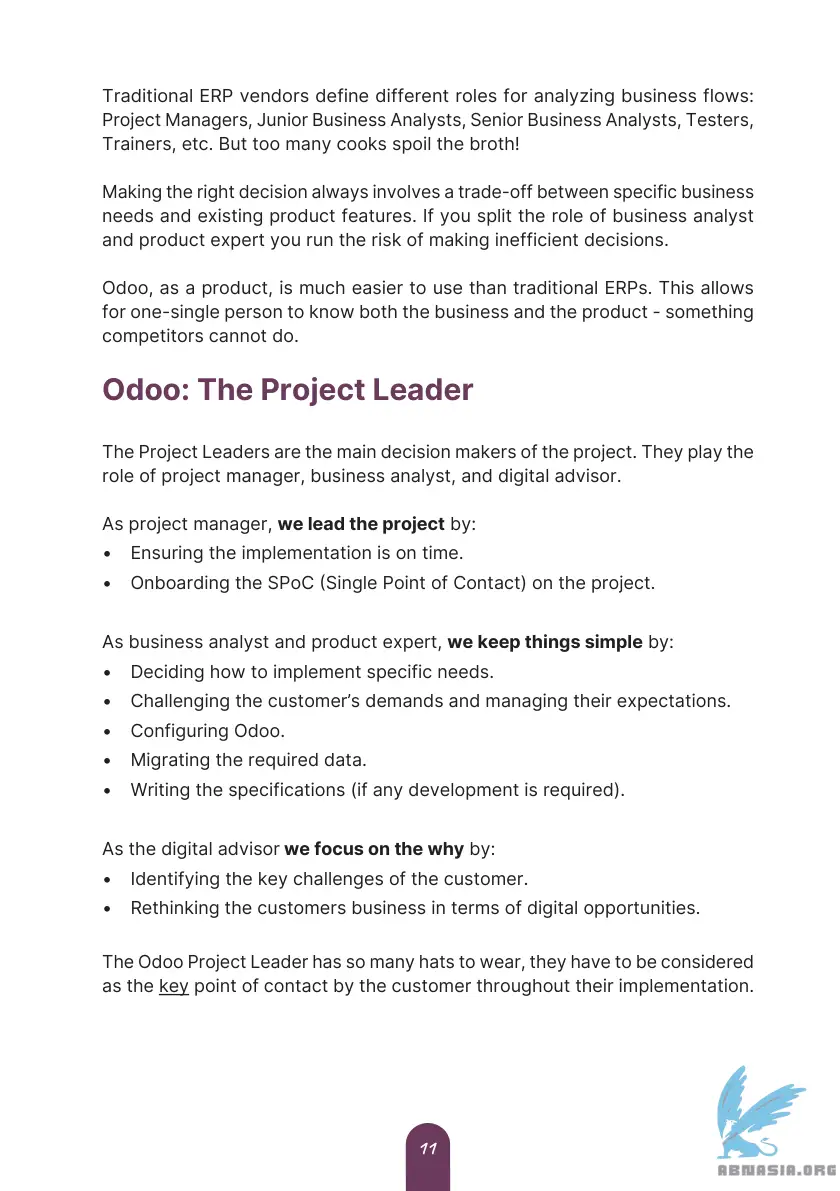 Traditional ERP vendors define different roles for analyzing business flows:
Project Managers, Junior Business Analysts, Senior Business Analysts, Testers,
Trainers, etc. But too many cooks spoil the broth!
Making the right decision always involves a trade-off between specific business
needs and existing product features. If you split the role of business analyst
and product expert you run the risk of making inefficient decisions.
Odoo, as a product, is much easier to use than traditional ERPs. This allows
for one-single person to know both the business and the product - something
competitors cannot do.
Odoo: The Project Leader
The Project Leaders are the main decision makers of the project. They play the
role of project manager, business analyst, and digital advisor.
As project manager, we lead the project by:
• Ensuring the implementation is on time.
• Onboarding the SPoC (Single Point of Contact) on the project.
As business analyst and product expert, we keep things simple by:
• Deciding how to implement specific needs.
• Challenging the customer’s demands and managing their expectations.
• Configuring Odoo.
• Migrating the required data.
• Writing the specifications (if any development is required).
As the digital advisor we focus on the why by:
• Identifying the key challenges of the customer.
• Rethinking the customers business in terms of digital opportunities.
The Odoo Project Leader has so many hats to wear, they have to be considered
as the key point of contact by the customer throughout their implementation.
11
ABNASIA.ORG